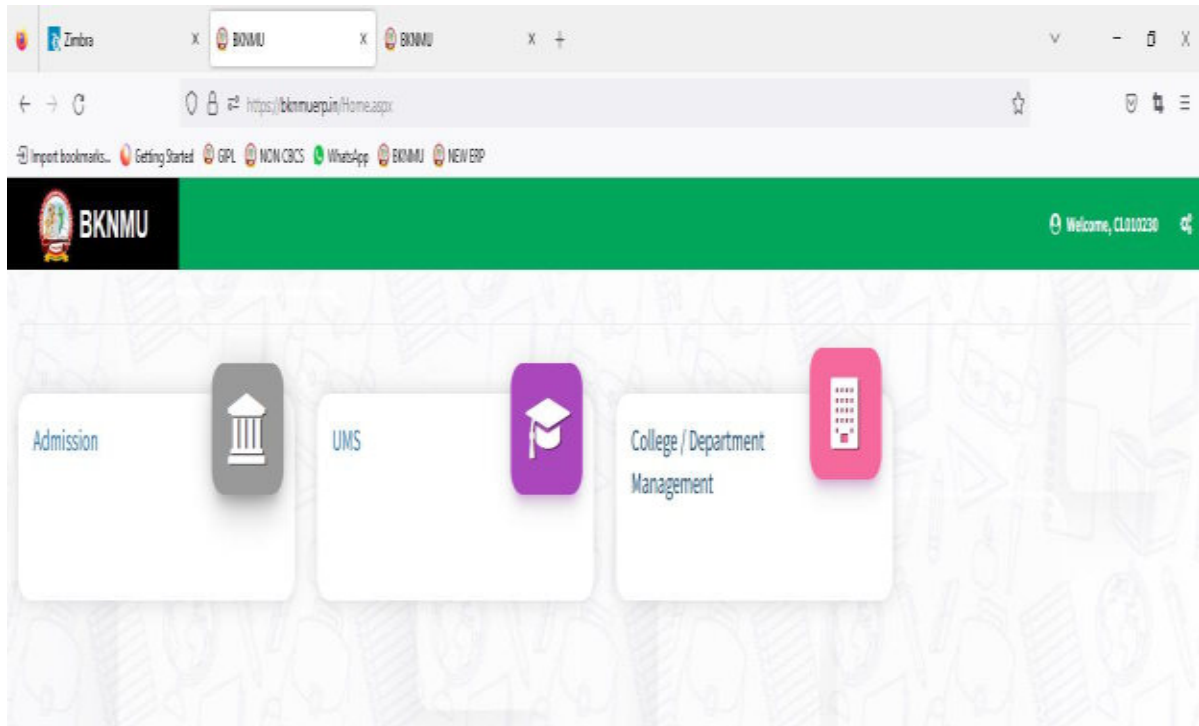 Zimbra BKNMU BKNMU
https://bknmuerp.in/Home.aspx
Import bookmarks... Getting Started GIPL NON CBCS WhatsApp BKNMU NEW ERP
BKNMU Welcome, CL010230
Admission
UMS
College / Department
Management